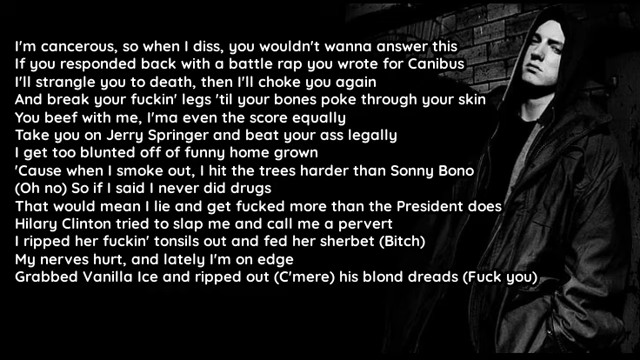 I'm cancerous, so when I diss, you wouldn't wanna answer this
If you responded back with a battle rap you wrote for Canibus
I'll strangle you to death, then I'll choke you again
And break your fuckin' legs 'til your bones poke through your skin
You beef with me, I'ma even the score equally
Take you on Jerry Springer and beat your ass legally
I get too blunted off of funny home grown
'Cause when I smoke out, I hit the trees harder than Sonny Bono
(Oh no) So if I said I never did drugs
That would mean I lie and get fucked more than the President does
Hilary Clinton tried to slap me and call me a pervert
I ripped her fuckin' tonsils out and fed her sherbet (Bitch)
My nerves hurt, and lately I'm on edge
Grabbed Vanilla Ice and ripped out (C'mere) his blond dreads (Fuck you)